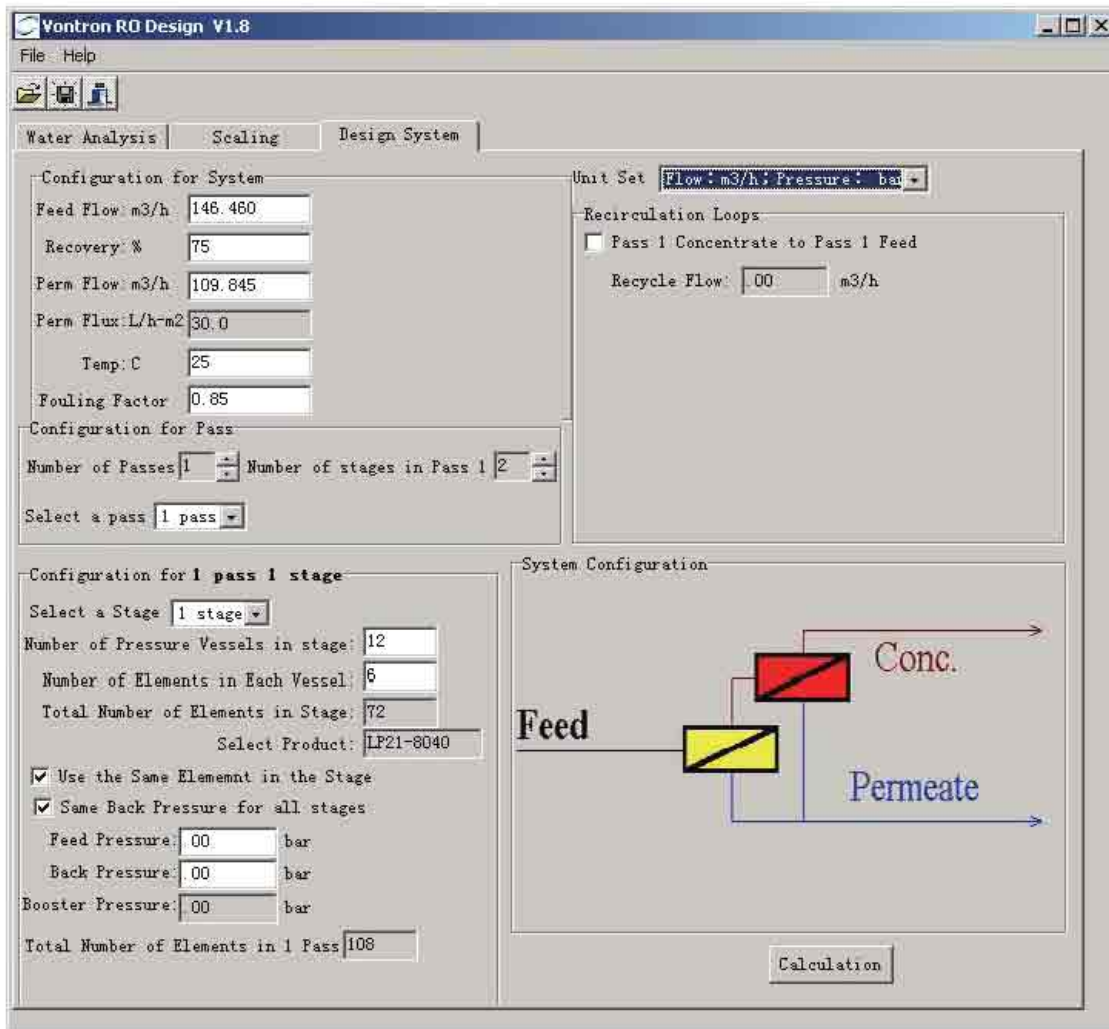 Vontron RO Design V1.8
File Help
Water Analysis Scaling Design System
Configuration for System
Feed Flow: m3/h 146.460
Recovery: % 75
Perm Flow: m3/h 109.845
Perm Flux:L/h-m2 30.0
Temp: C 25
Fouling Factor 0.85
Unit Set Flow: m3/h;Pressure: bar
Recirculation Loops
Pass 1 Concentrate to Pass 1 Feed
Recycle Flow: .00 m3/h
Configuration for Pass
Number of Passes 1 Number of stages in Pass 1 2
Select a pass 1 pass
Configuration for 1 pass 1 stage
Select a Stage 1 stage
Number of Pressure Vessels in stage: 12
Number of Elements in Each Vessel: 6
Total Number of Elements in Stage: 72
Select Product: LP21-8040
Use the Same Elememnt in the Stage
Same Back Pressure for all stages
Feed Pressure: .00 bar
Back Pressure: .00 bar
Booster Pressure: .00 bar
Total Number of Elements in 1 Pass 108
System Configuration
Conc.
Feed
Permeate
Calculation